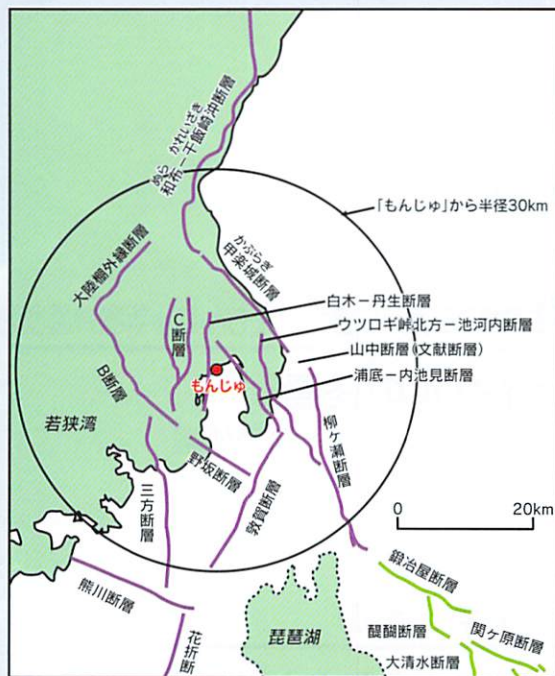 めら かれいざき
和布－干飯崎沖断層
「もんじゅ」から半径30km
かぶらぎ
甲楽城断層
大陸棚外縁断層
白木－丹生断層
C断層
ウツロギ峠北方－池河内断層
山中断層(文献断層)
B断層
もんじゅ
浦底－内池見断層
若狭湾
柳ヶ瀬断層
野坂断層
三方断層
敦賀断層
0 20km
熊川断層
鍛冶屋断層
花折断
琵琶湖
醍醐断層
関ヶ原断層
大清水断層